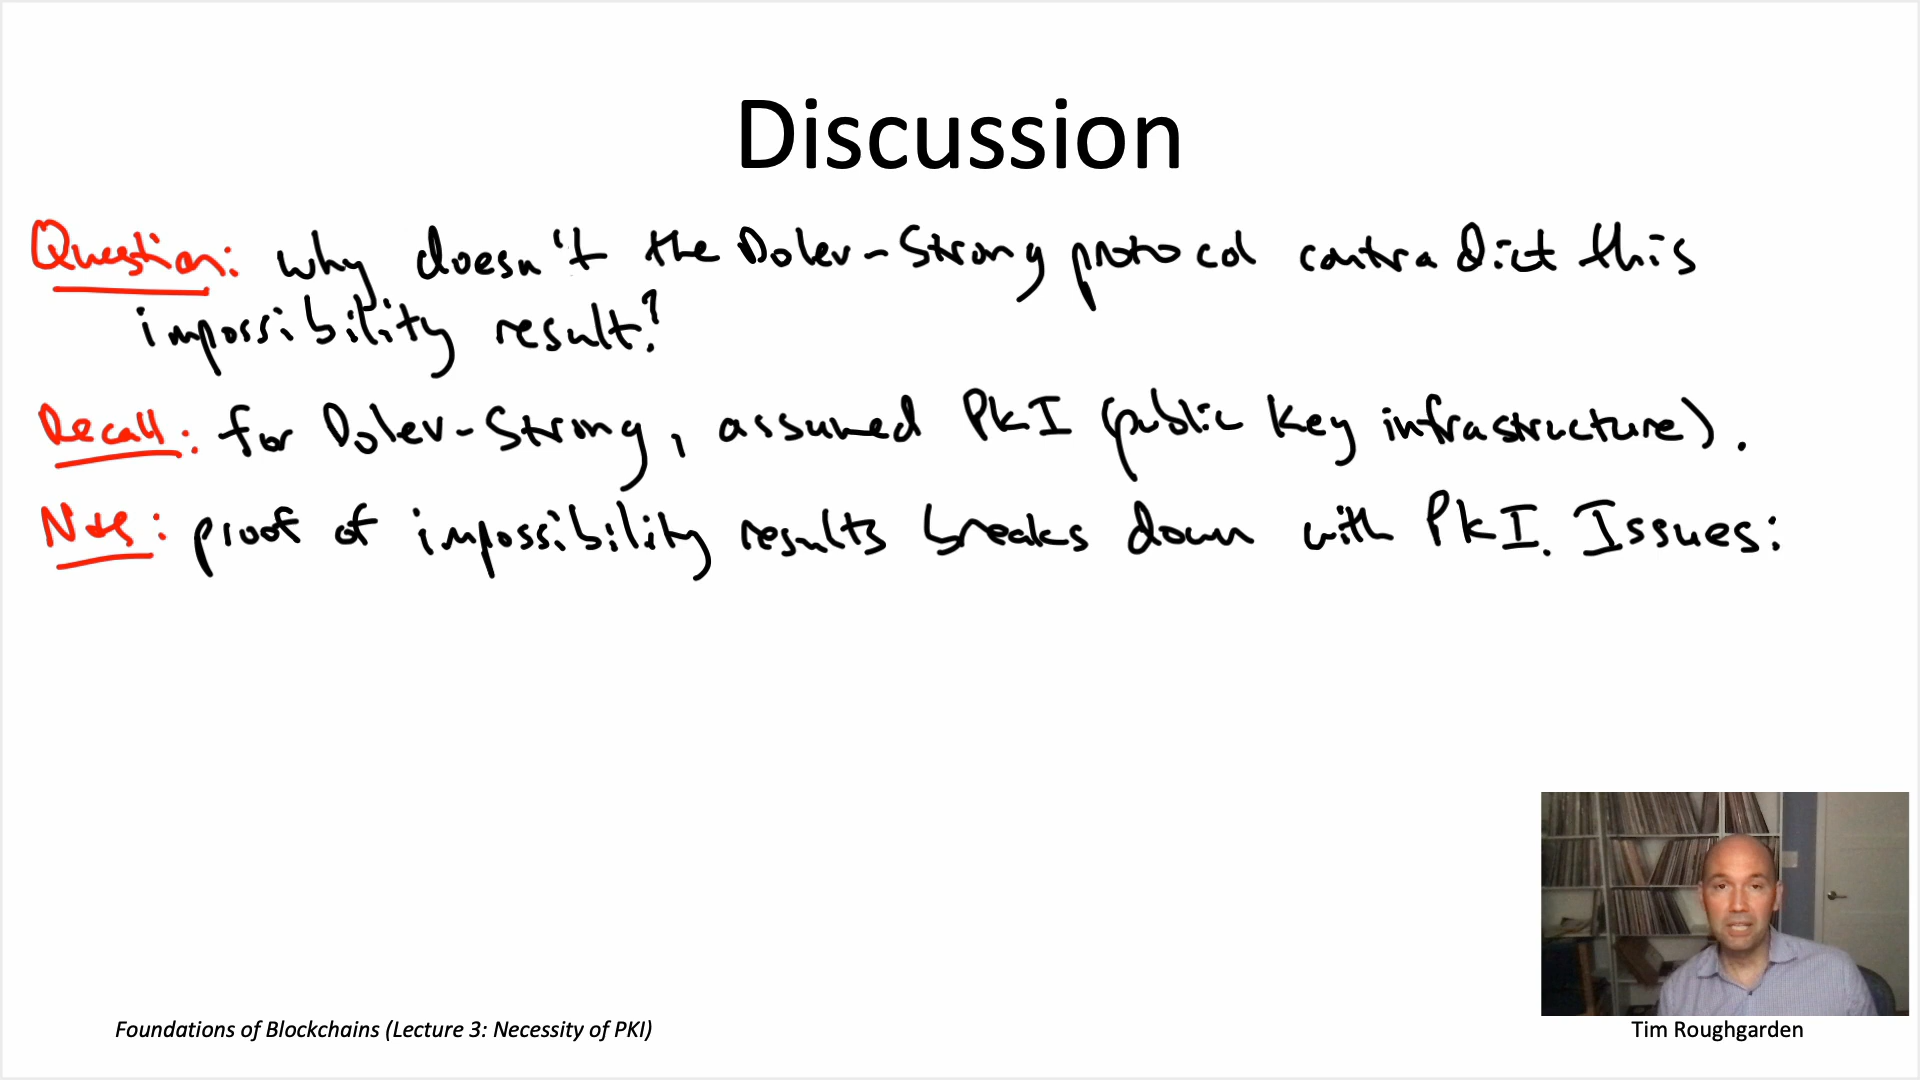 Discussion
Question: why doesn't the Dolev-Strong protocol contradict this
impossibility result?
Recall: for Dolev-Strong, assumed PKI (public key infrastructure).
Note: proof of impossibility results breaks down with PKI. Issues:
Foundations of Blockchains (Lecture 3: Necessity of PKI)
Tim Roughgarden